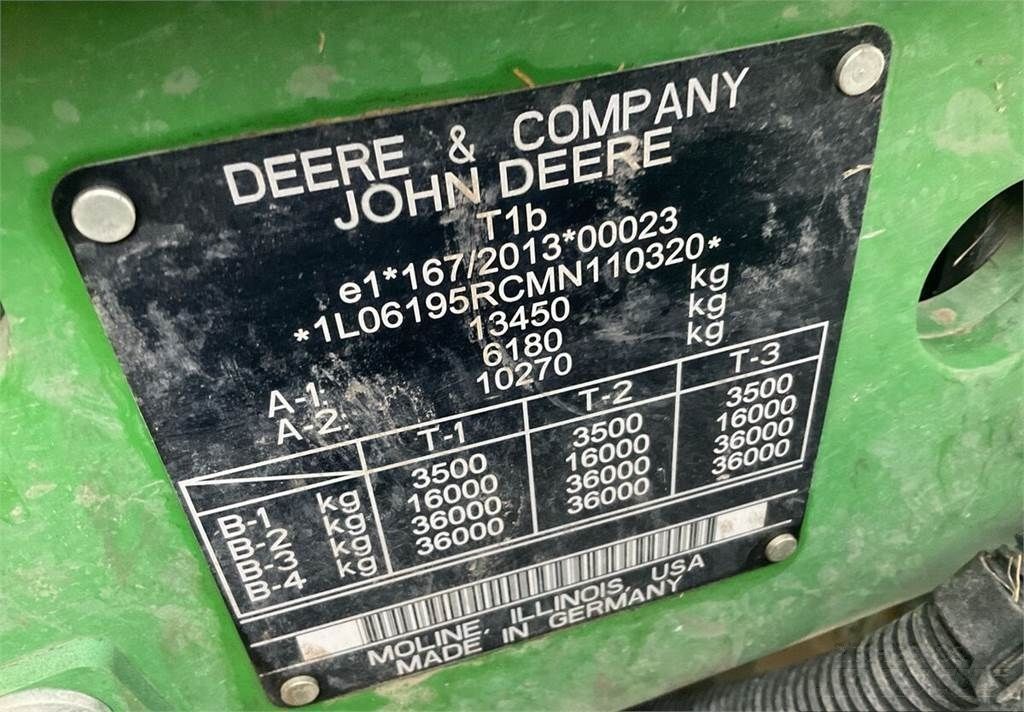 DEERE & COMPANY
JOHN DEERE
T1b
e1*167/2013*00023
*1L06195RCMN110320*
13450 kg
A-1: 6180 kg
A-2: 10270 kg
T-1 T-2 T-3
B-1 kg 3500 3500 3500
B-2 kg 16000 16000 16000
B-3 kg 36000 36000 36000
B-4 kg 36000 36000 36000
MOLINE, ILLINOIS, USA
MADE IN GERMANY